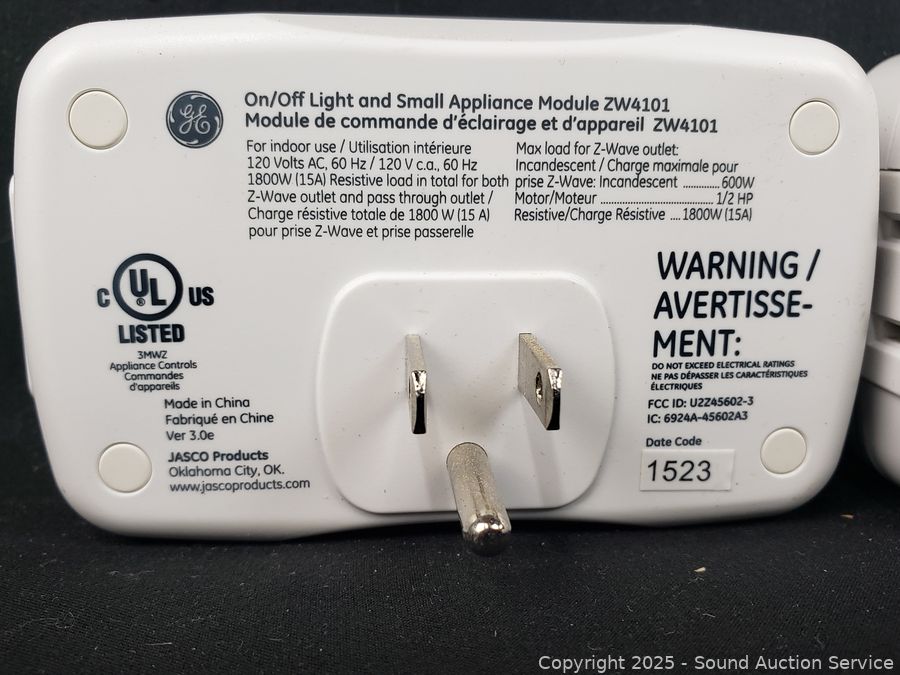 GE
On/Off Light and Small Appliance Module ZW4101
Module de commande d'éclairage et d'appareil ZW4101
For indoor use / Utilisation intérieure
120 Volts AC, 60 Hz / 120 V c.a., 60 Hz
1800W (15A) Resistive load in total for both
Z-Wave outlet and pass through outlet /
Charge résistive totale de 1800 W (15 A)
pour prise Z-Wave et prise passerelle
Max load for Z-Wave outlet:
Incandescent / Charge maximale pour
prise Z-Wave: Incandescent ............. 600W
Motor/Moteur ...................................... 1/2 HP
Resistive/Charge Résistive .... 1800W (15A)
C UL US
®
LISTED
3MWZ
Appliance Controls
Commandes
d'appareils
Made in China
Fabriqué en Chine
Ver 3.0e
JASCO Products
Oklahoma City, OK.
www.jascoproducts.com
WARNING /
AVERTISSE-
MENT:
DO NOT EXCEED ELECTRICAL RATINGS
NE PAS DÉPASSER LES CARACTÉRISTIQUES
ÉLECTRIQUES
FCC ID: U2Z45602-3
IC: 6924A-45602A3
Date Code
1523
Copyright 2025 - Sound Auction Service